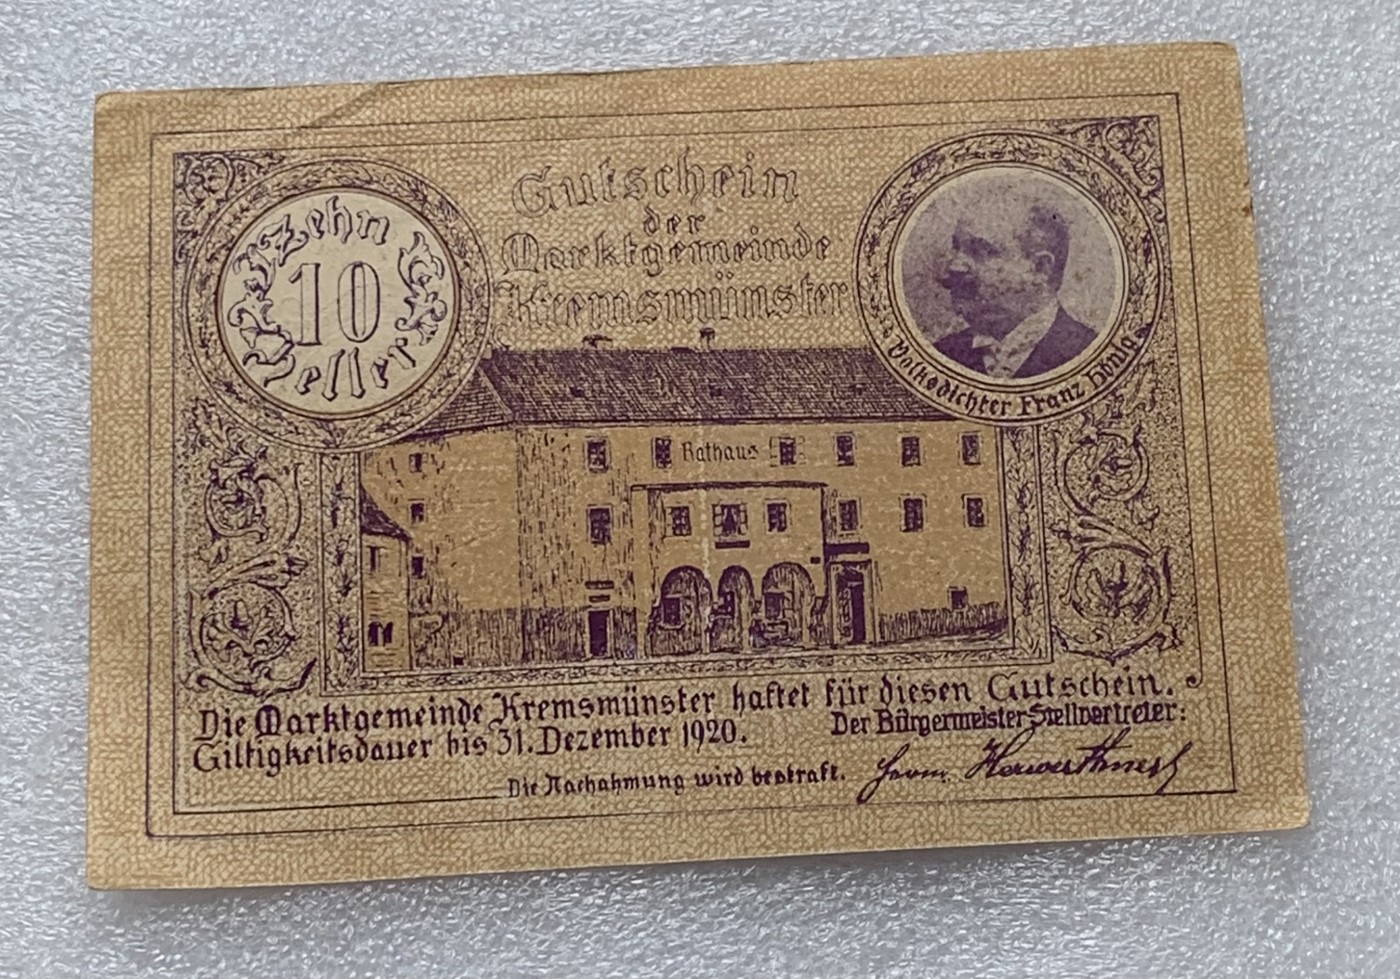 Zehn
10
Heller
Gutschein
der
Marktgemeinde
Kremsmünster
Volksdichter Franz Hönig
Rathaus
Die Marktgemeinde Kremsmünster haftet für diesen Gutschein.
Giltigkeitsdauer bis 31. Dezember 1920.
Der Bürgermeister Stellvertreter:
Die Nachahmung wird bestraft.